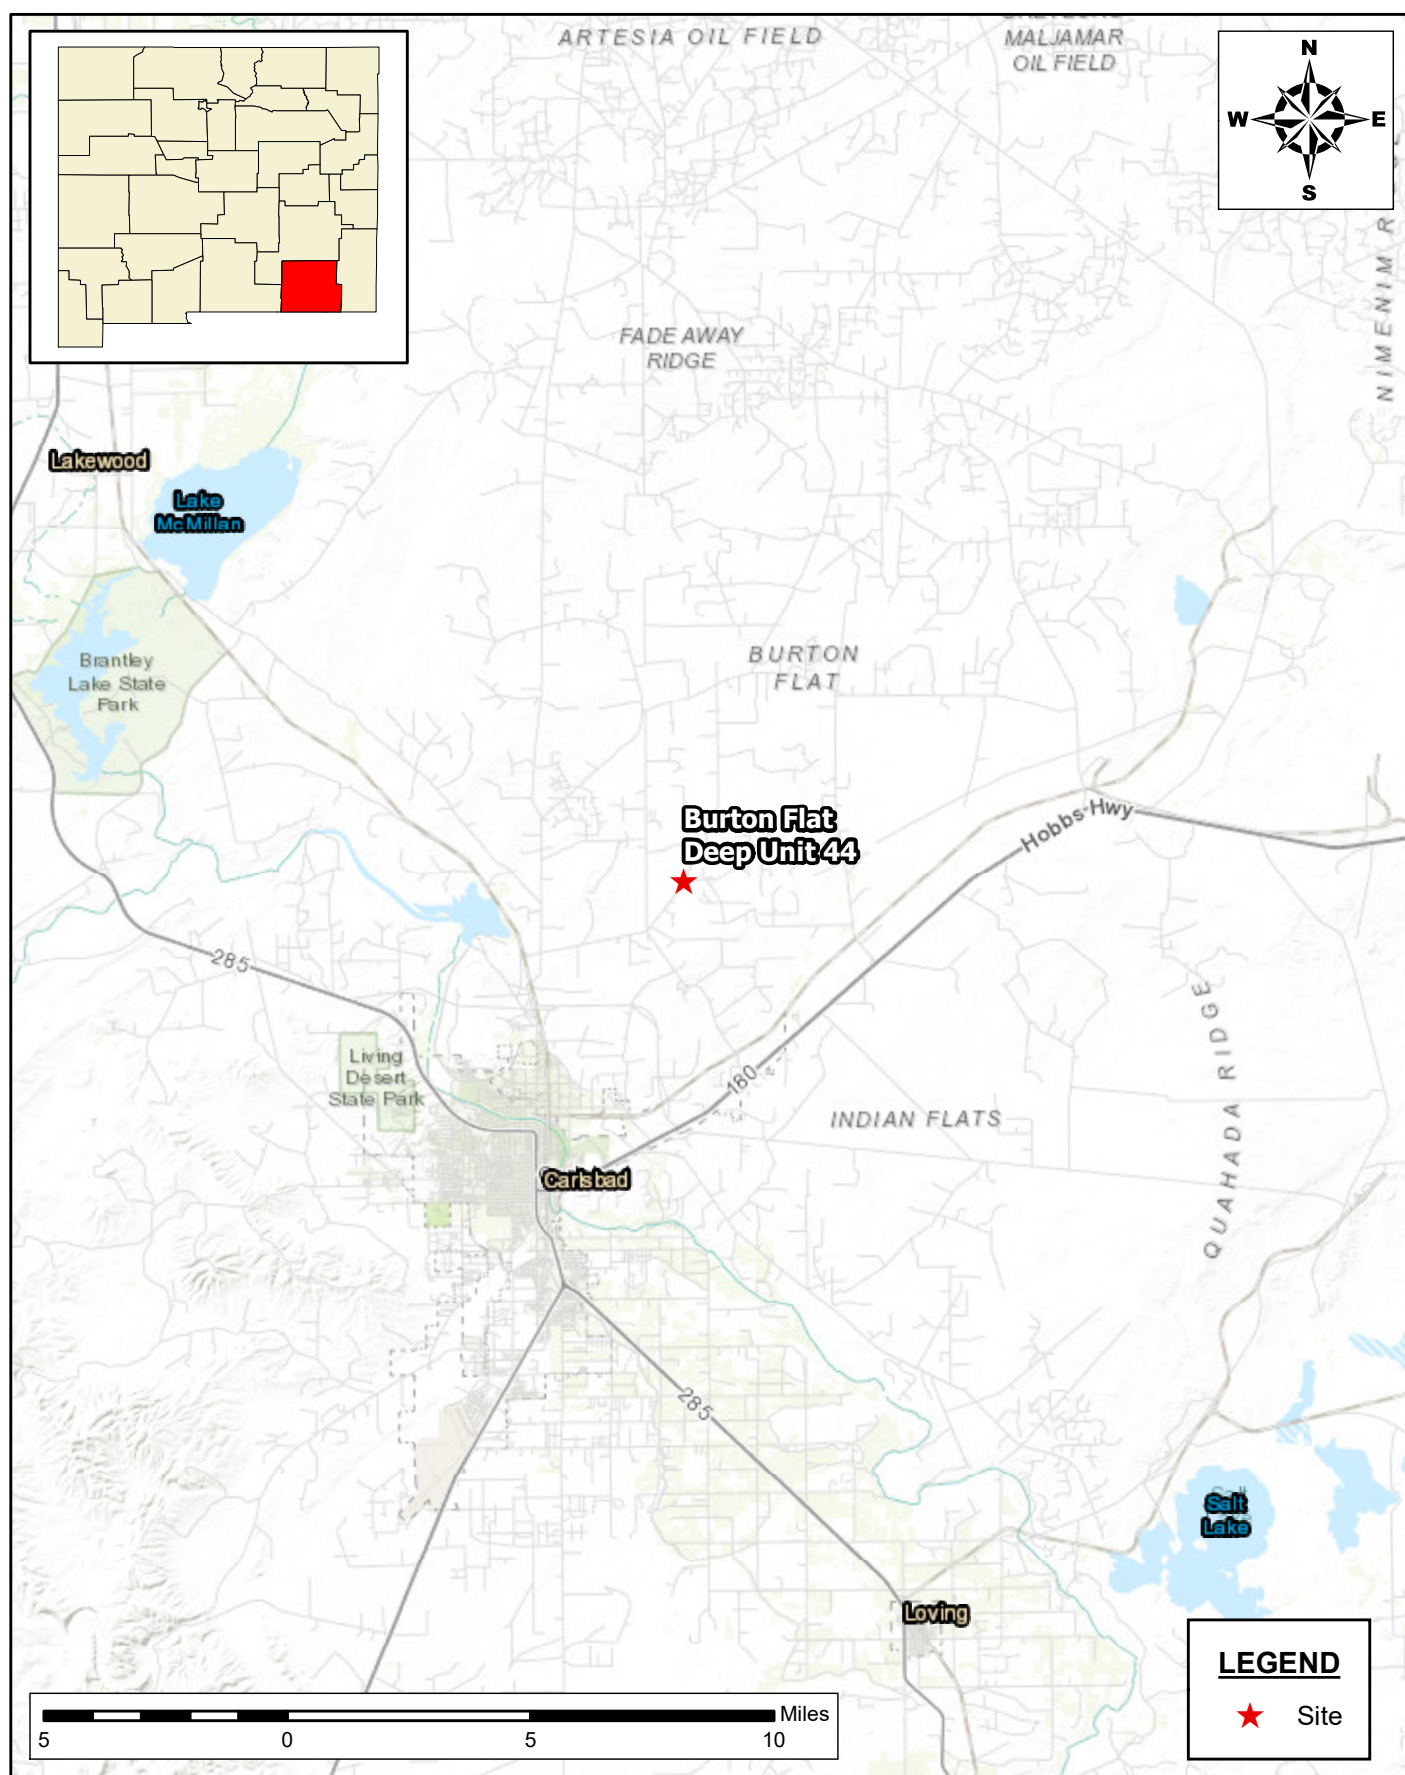 ARTESIA OIL FIELD
MALJAMAR
OIL FIELD
N
W
E
S
FADE AWAY
RIDGE
Lakewood
Lake
McMillan
Brantley
Lake State
Park
BURTON
FLAT
Burton Flat
Deep Unit 44
Hobbs-Hwy
285
Living
Desert
State Park
180
INDIAN FLATS
QUAHADA RIDGE
Carlsbad
285
Salt
Lake
Loving
LEGEND
Site
Miles
5 0 5 10